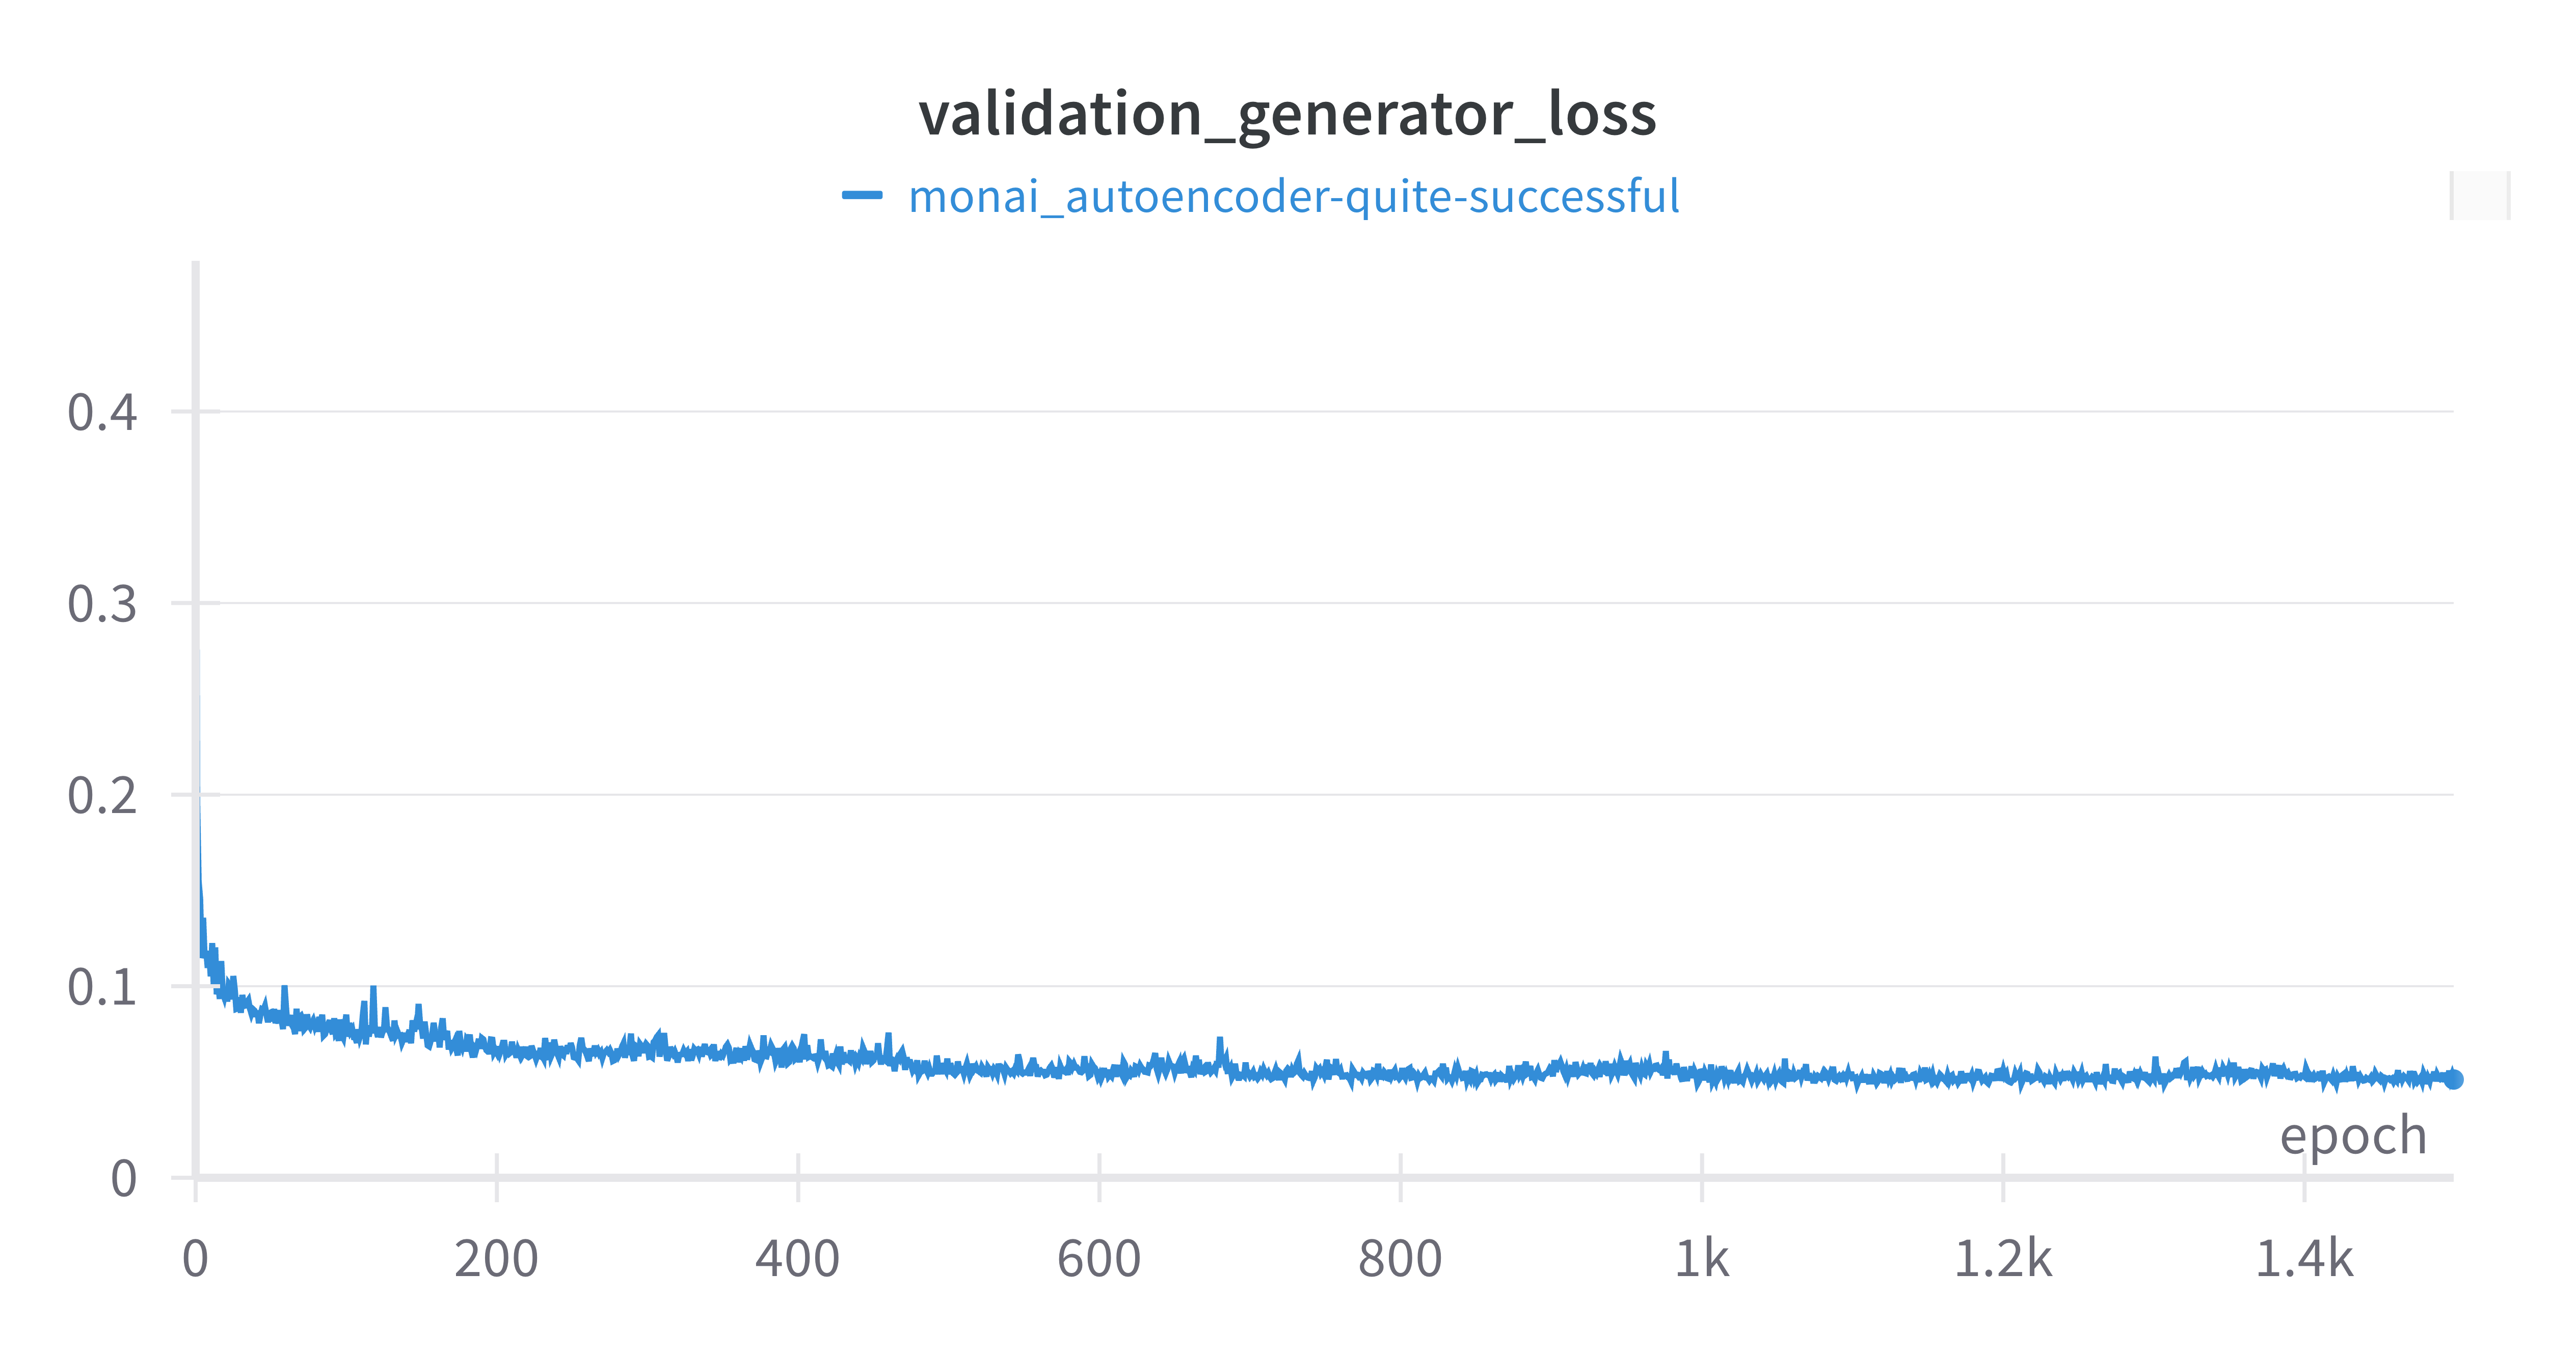 validation_generator_loss
monai_autoencoder-quite-successful
0.4
0.3
0.2
0.1
0
epoch
0 200 400 600 800 1k 1.2k 1.4k